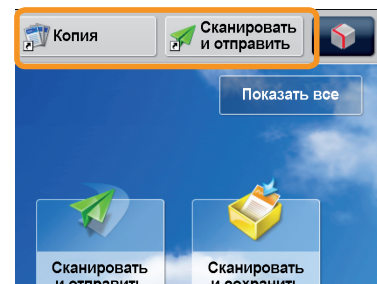 Копия
Сканировать
и отправить
Показать все
Сканировать
и отправить
Сканировать
и сохранить